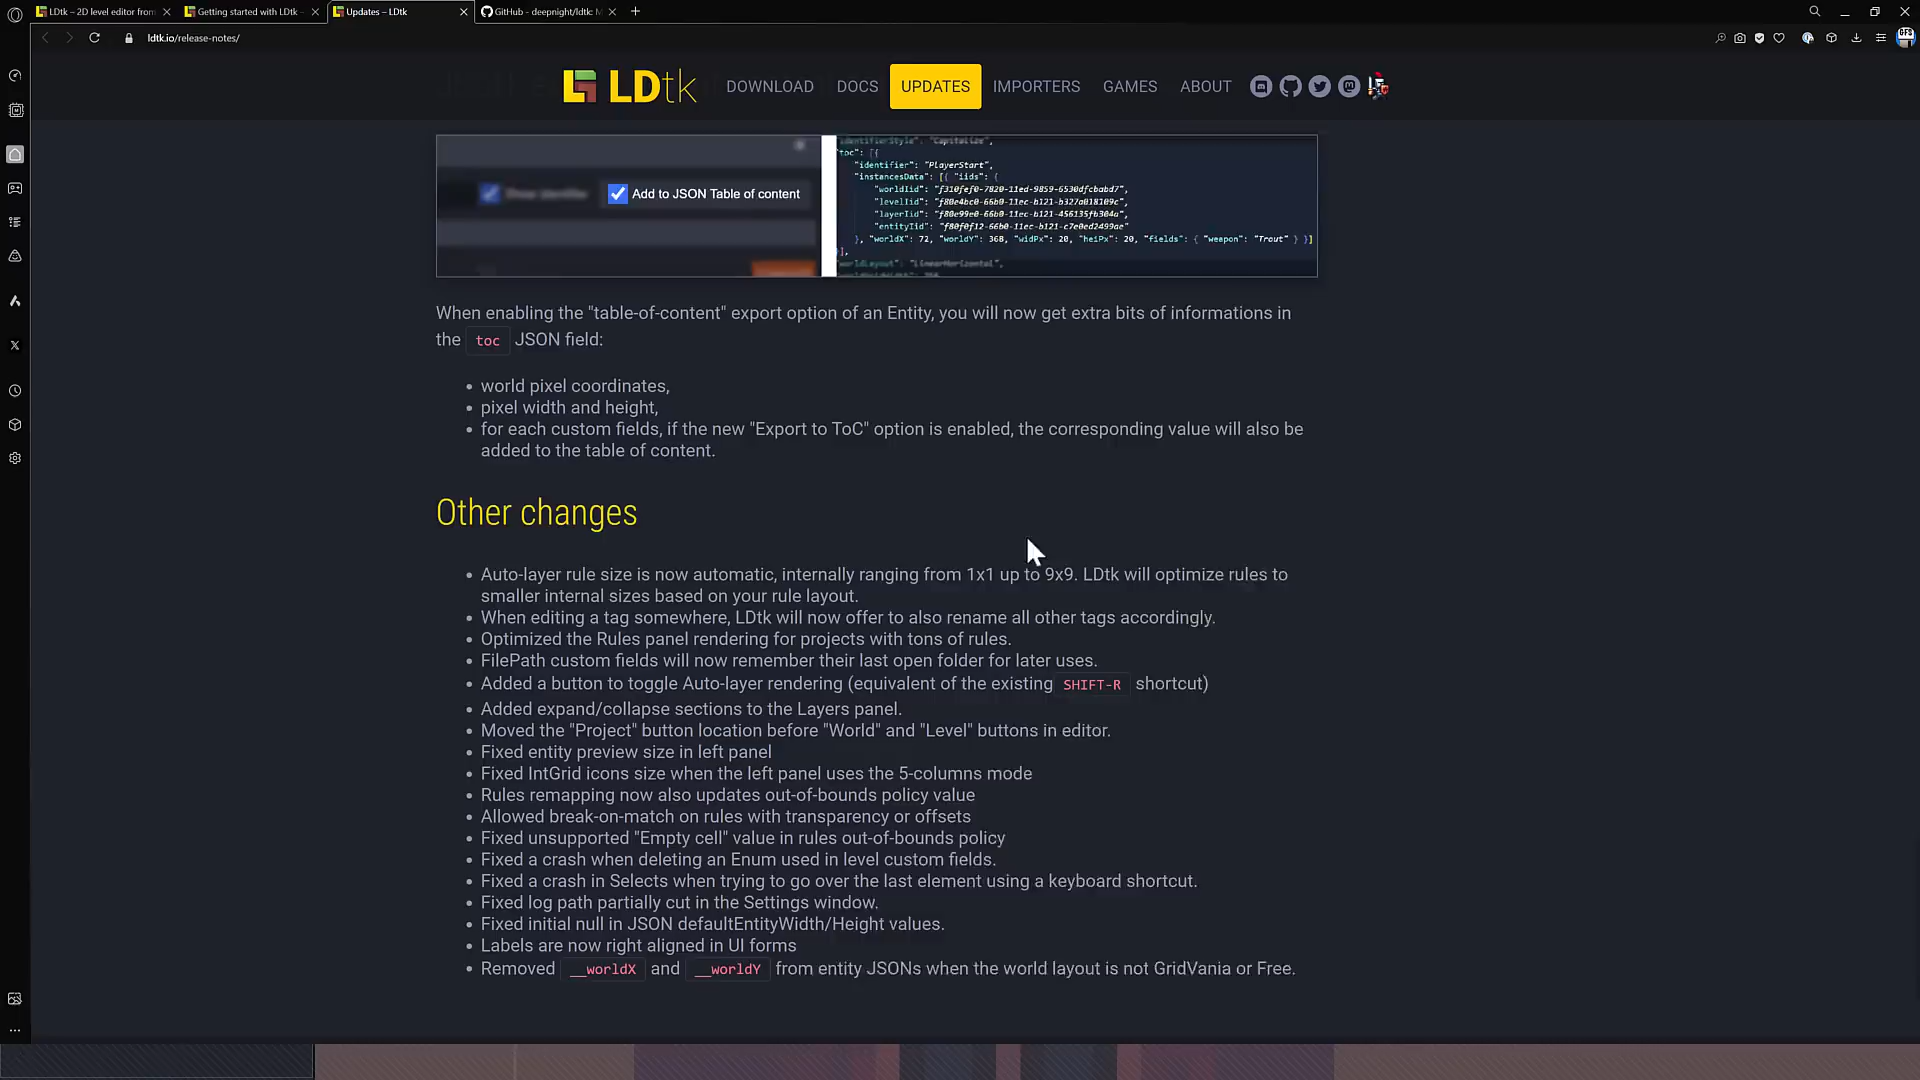 LDtk – 2D level editor from
Getting started with LDtk –
Updates – LDtk
GitHub - deepnight/ldtk: M
ldtk.io/release-notes/
LDtk
DOWNLOAD
DOCS
UPDATES
IMPORTERS
GAMES
ABOUT
Show identifier
Add to JSON Table of content
"identifierStyle": "Capitalize",
"toc": [{
"identifier": "PlayerStart",
"instancesData": [{ "iids": {
"worldIid": "f310fef0-7820-11ed-9859-6530dfcbabd7",
"levelIid": "f80e4bc0-66b0-11ec-b121-b327a018109c",
"layerIid": "f80e99e0-66b0-11ec-b121-456135fb304a",
"entityIid": "f80f0f12-66b0-11ec-b121-c7e0ed2499ae"
}, "worldX": 72, "worldY": 368, "widPx": 20, "heiPx": 20, "fields": { "weapon": "Trout" } }]
}],
"worldLayout": "LinearHorizontal",
When enabling the "table-of-content" export option of an Entity, you will now get extra bits of informations in
the toc JSON field:
• world pixel coordinates,
• pixel width and height,
• for each custom fields, if the new "Export to ToC" option is enabled, the corresponding value will also be
added to the table of content.
Other changes
• Auto-layer rule size is now automatic, internally ranging from 1x1 up to 9x9. LDtk will optimize rules to
smaller internal sizes based on your rule layout.
• When editing a tag somewhere, LDtk will now offer to also rename all other tags accordingly.
• Optimized the Rules panel rendering for projects with tons of rules.
• FilePath custom fields will now remember their last open folder for later uses.
• Added a button to toggle Auto-layer rendering (equivalent of the existing SHIFT-R shortcut)
• Added expand/collapse sections to the Layers panel.
• Moved the "Project" button location before "World" and "Level" buttons in editor.
• Fixed entity preview size in left panel
• Fixed IntGrid icons size when the left panel uses the 5-columns mode
• Rules remapping now also updates out-of-bounds policy value
• Allowed break-on-match on rules with transparency or offsets
• Fixed unsupported "Empty cell" value in rules out-of-bounds policy
• Fixed a crash when deleting an Enum used in level custom fields.
• Fixed a crash in Selects when trying to go over the last element using a keyboard shortcut.
• Fixed log path partially cut in the Settings window.
• Fixed initial null in JSON defaultEntityWidth/Height values.
• Labels are now right aligned in UI forms
• Removed __worldX and __worldY from entity JSONs when the world layout is not GridVania or Free.